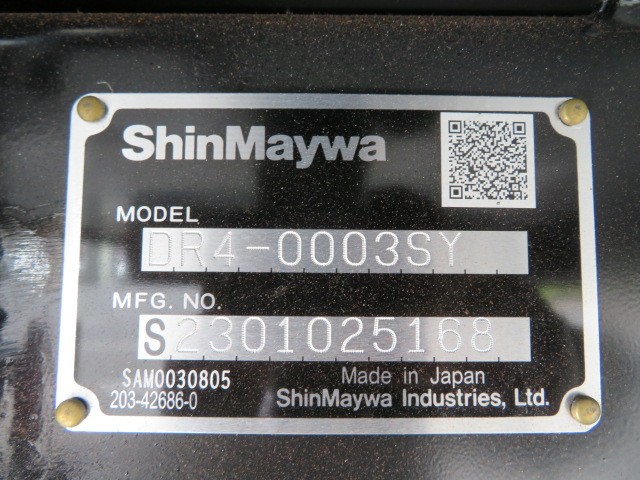 ShinMaywa
MODEL
DR4-0003SY
MFG. NO.
S2301025168
SAM0030805
Made in Japan
203-42686-0
ShinMaywa Industries, Ltd.